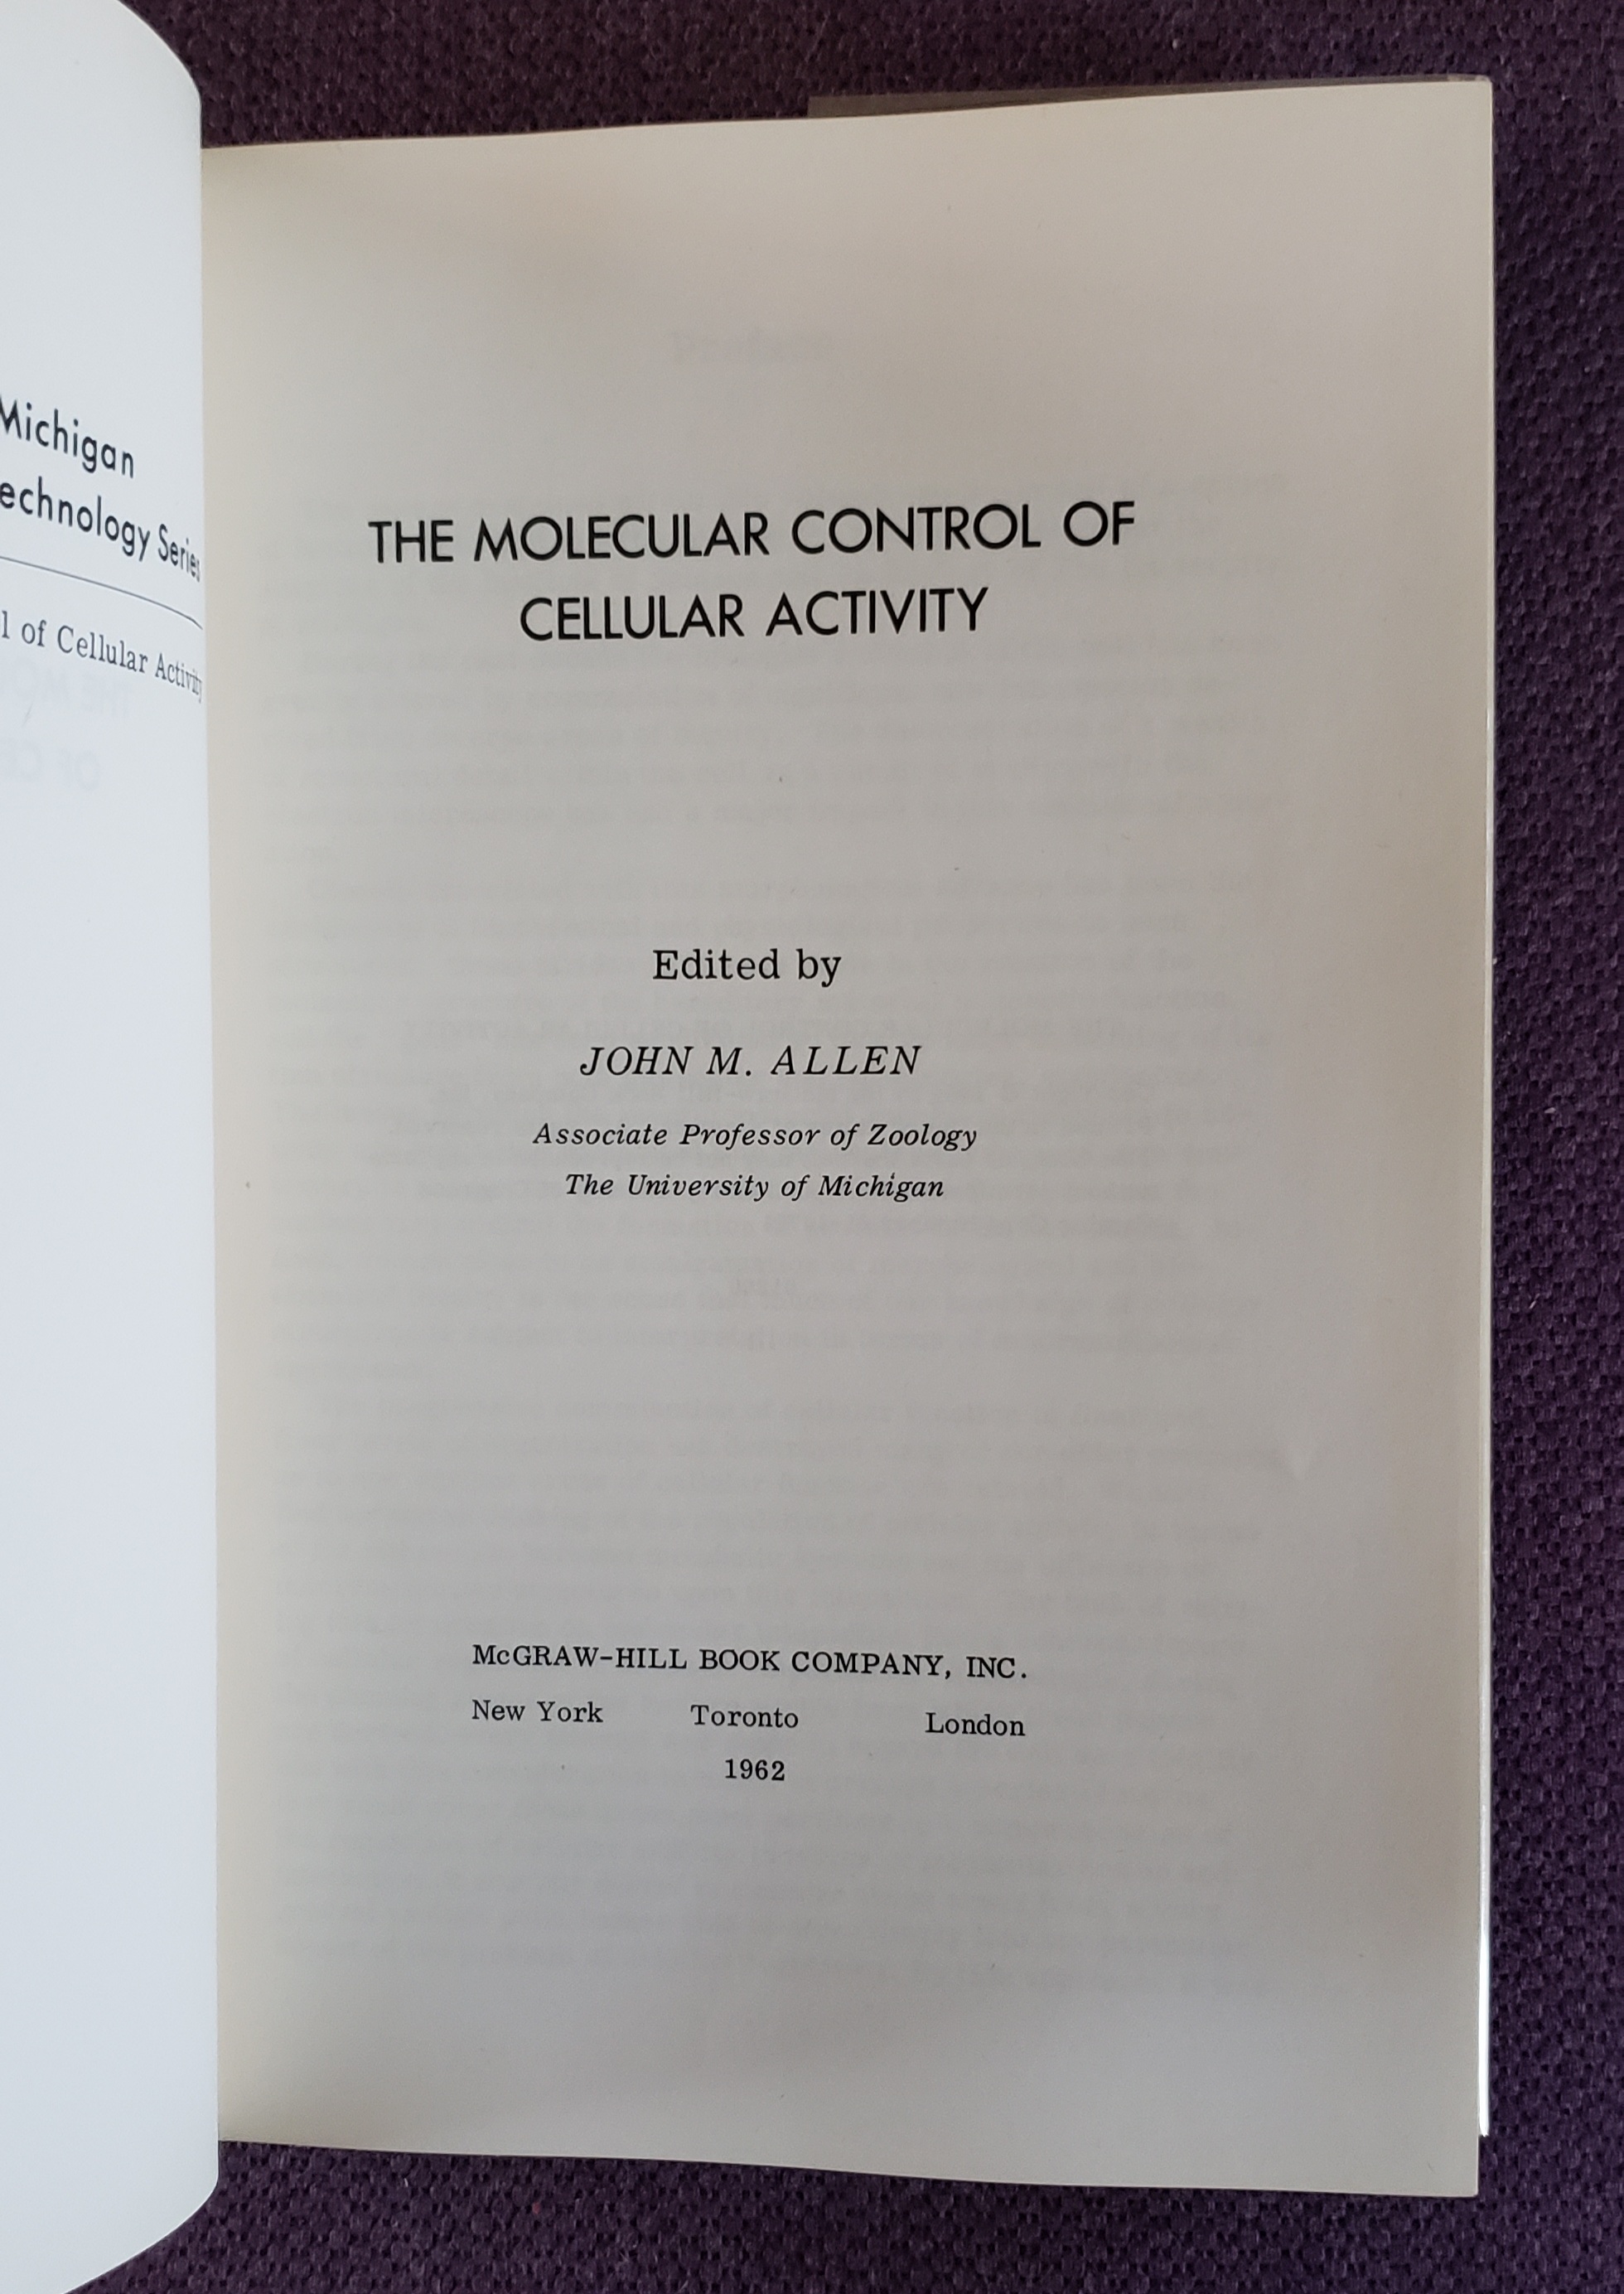 Michigan
echnology Series
l of Cellular Activity
THE MOLECULAR CONTROL OF
CELLULAR ACTIVITY
Edited by
JOHN M. ALLEN
Associate Professor of Zoology
The University of Michigan
McGRAW-HILL BOOK COMPANY, INC.
New York Toronto London
1962